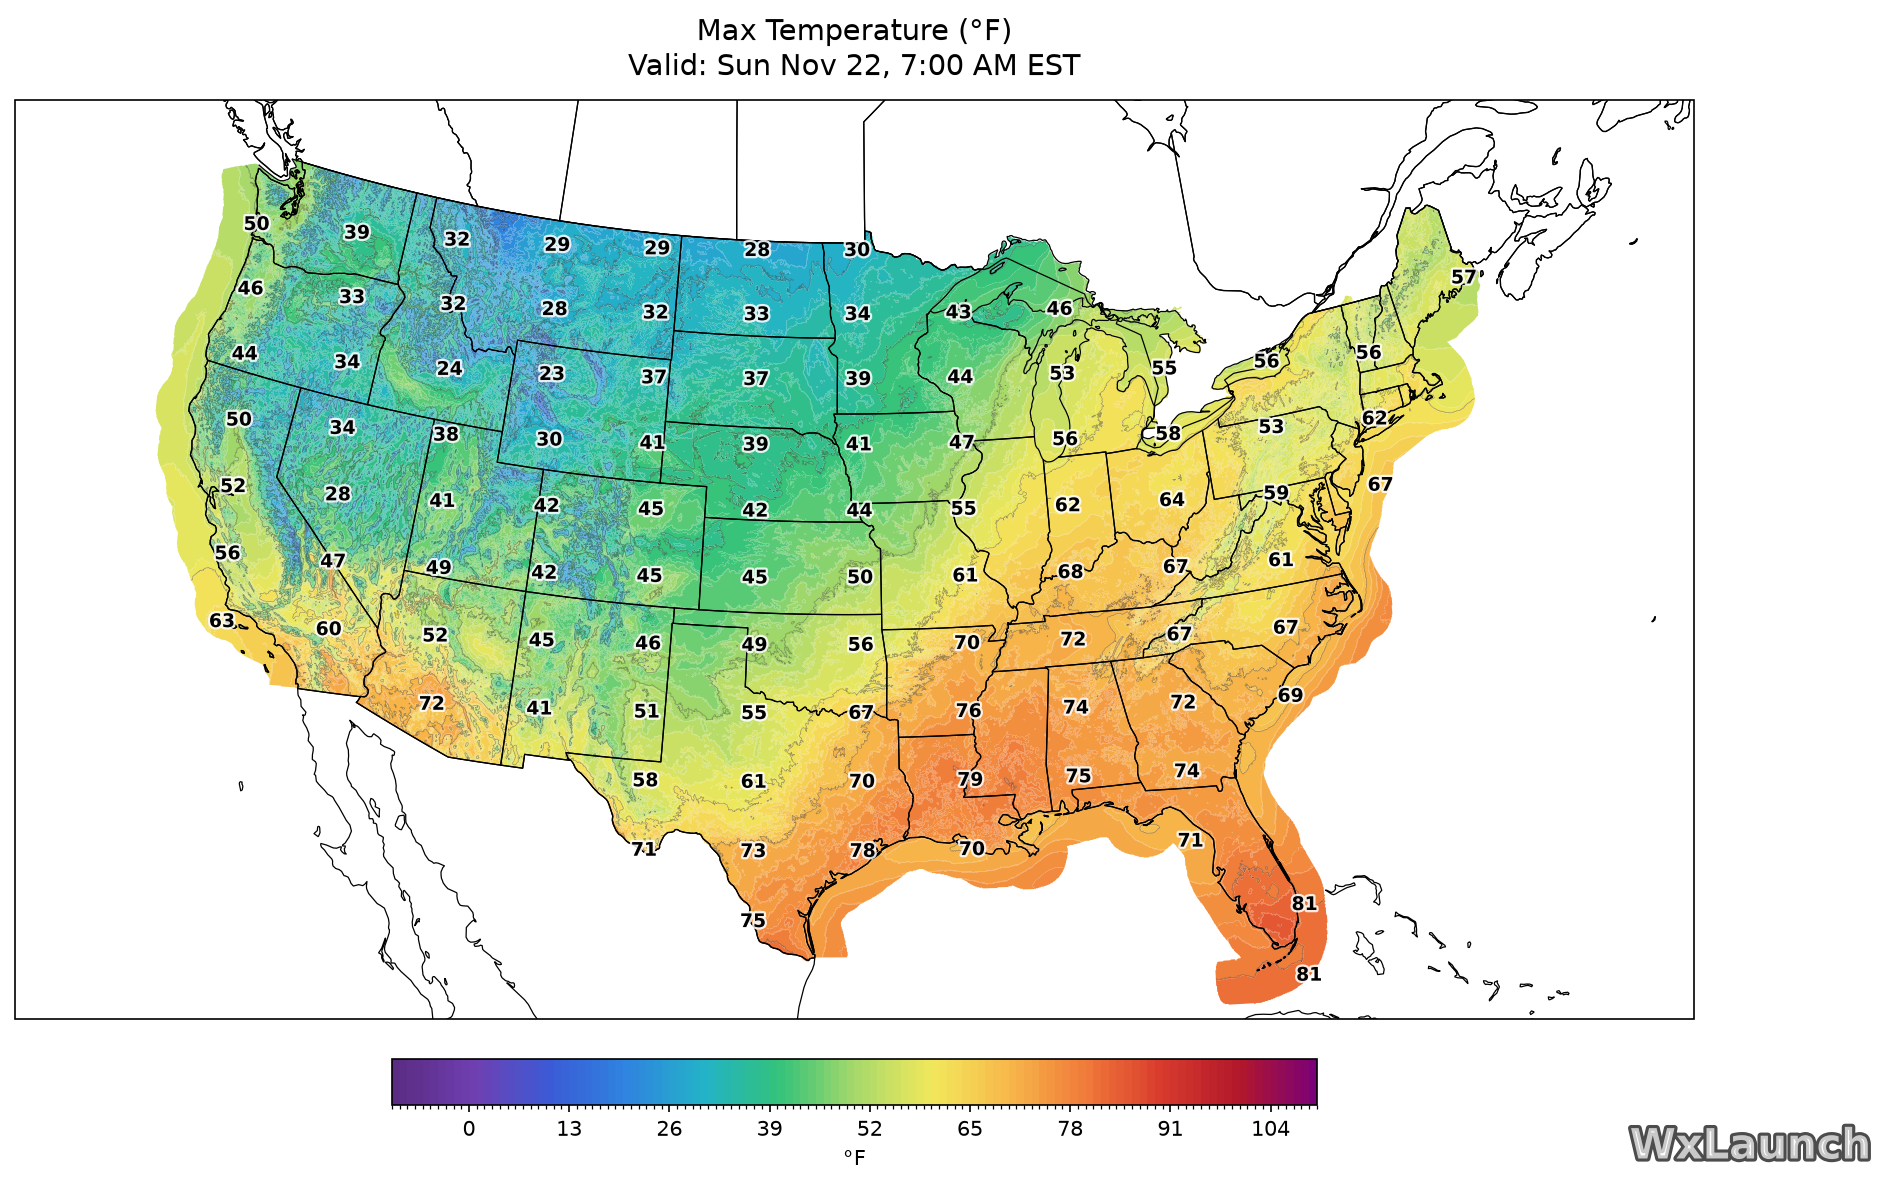 Max Temperature (°F)
Valid: Sun Nov 22, 7:00 AM EST
50 39 32 29 29 28 30 57
46 33 32 28 32 33 34 43 46
44 34 24 23 37 37 39 44 53 55 56 56
50 34 38 30 41 39 41 47 56 58 53 62
52 28 41 42 45 42 44 55 62 64 59 67
56 47 49 42 45 45 50 61 68 67 61
63 60 52 45 46 49 56 70 72 67 67
72 41 51 55 67 76 74 72 69
58 61 70 79 75 74
71 73 78 70 71
75 81
81
0 13 26 39 52 65 78 91 104
°F
WxLaunch